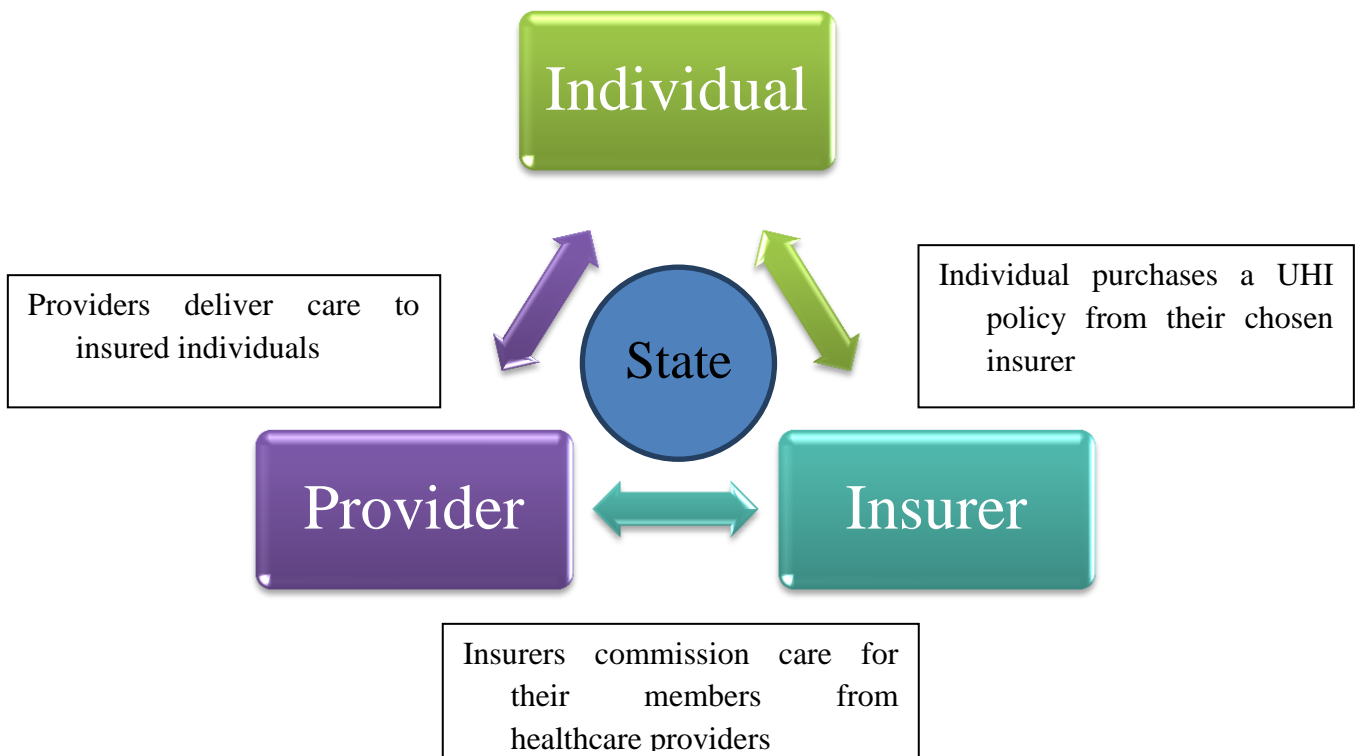 Individual
Providers deliver care to
insured individuals
Individual purchases a UHI
policy from their chosen
insurer
State
Provider
Insurer
Insurers commission care for
their members from
healthcare providers